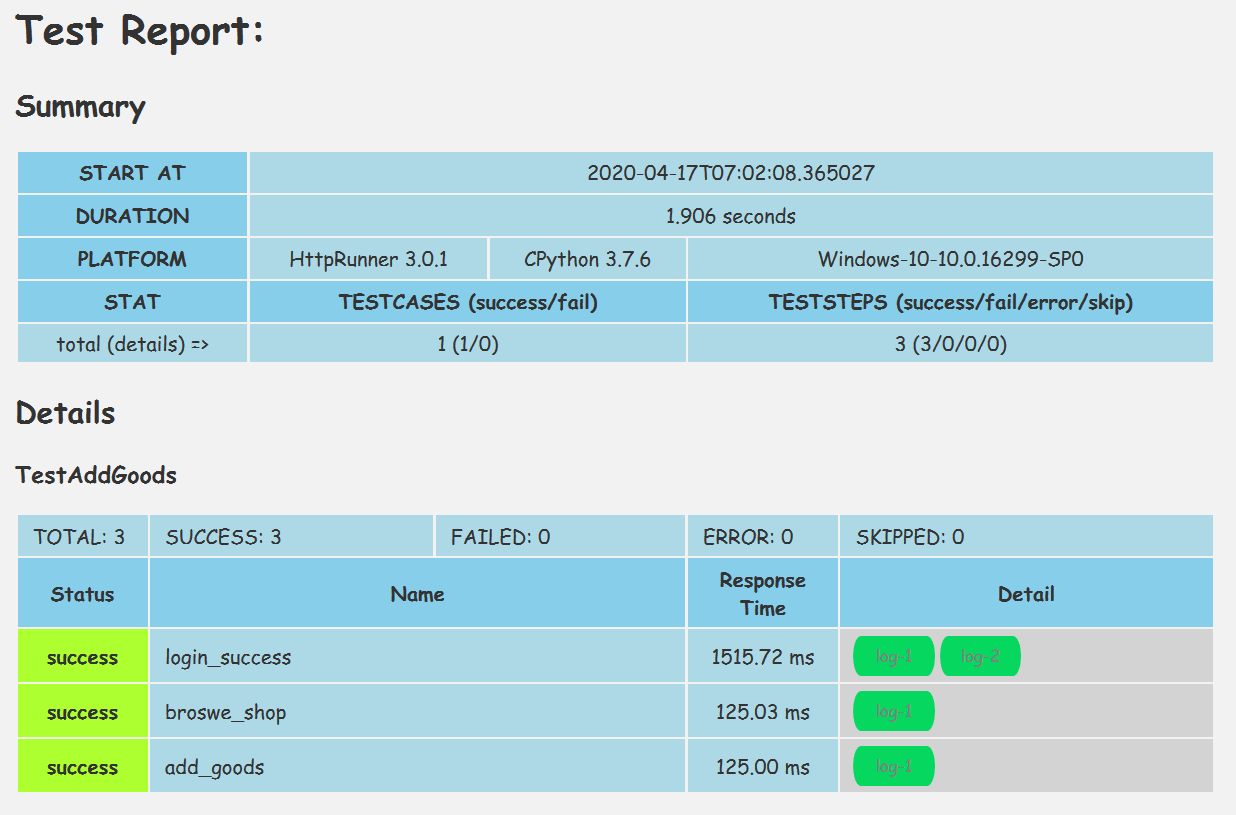 Test Report:
Summary
START AT 2020-04-17T07:02:08.365027
DURATION 1.906 seconds
PLATFORM HttpRunner 3.0.1 CPython 3.7.6 Windows-10-10.0.16299-SP0
STAT TESTCASES (success/fail) TESTSTEPS (success/fail/error/skip)
total (details) => 1 (1/0) 3 (3/0/0/0)
Details
TestAddGoods
TOTAL: 3 SUCCESS: 3 FAILED: 0 ERROR: 0 SKIPPED: 0
Status Name Response Time Detail
success login_success 1515.72 ms log-1 log-2
success broswe_shop 125.03 ms log-1
success add_goods 125.00 ms log-1